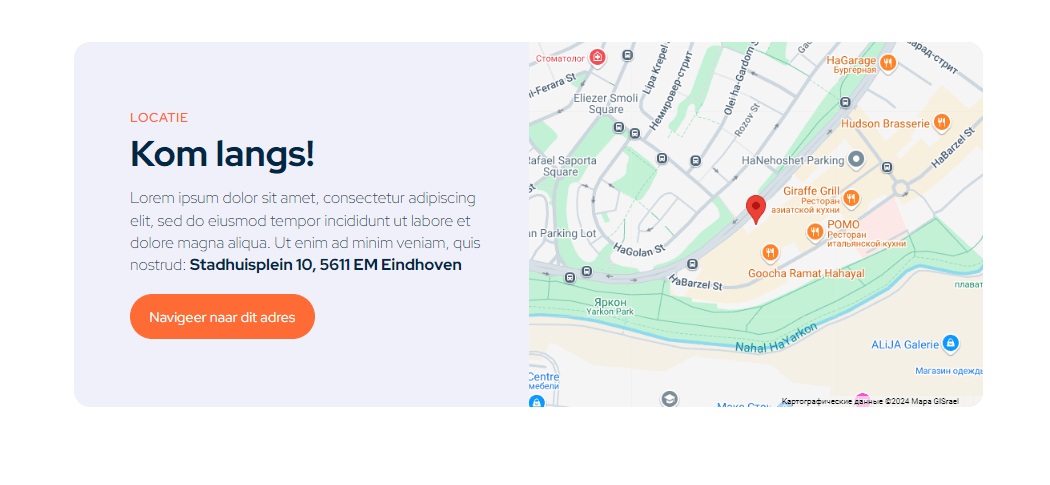 LOCATIE
Kom langs!
Lorem ipsum dolor sit amet, consectetur adipiscing
elit, sed do eiusmod tempor incididunt ut labore et
dolore magna aliqua. Ut enim ad minim veniam, quis
nostrud: Stadhuisplein 10, 5611 EM Eindhoven
Navigeer naar dit adres
Стоматолог
Lipa Krepel
Немировер-стрит
Olei ha-Gardom St
HaGarage
Бургерная
l-Ferara St
Eliezer Smoli
Square
Rozov St
Hudson Brasserie
HaBarzel St
afael Saporta
Square
HaNehoshet Parking
Giraffe Grill
Ресторан
азиатской кухни
POMO
Ресторан
итальянской кухни
n Parking Lot
HaGolan St
Goocha Ramat Hahayal
HaBarzel St
Яркон
Yarkon Park
плават
Nahal HaYarkon
ALiJA Galerie
Магазин одежды
Centre
мебели
Картографические данные ©2024 Mapa GISrael